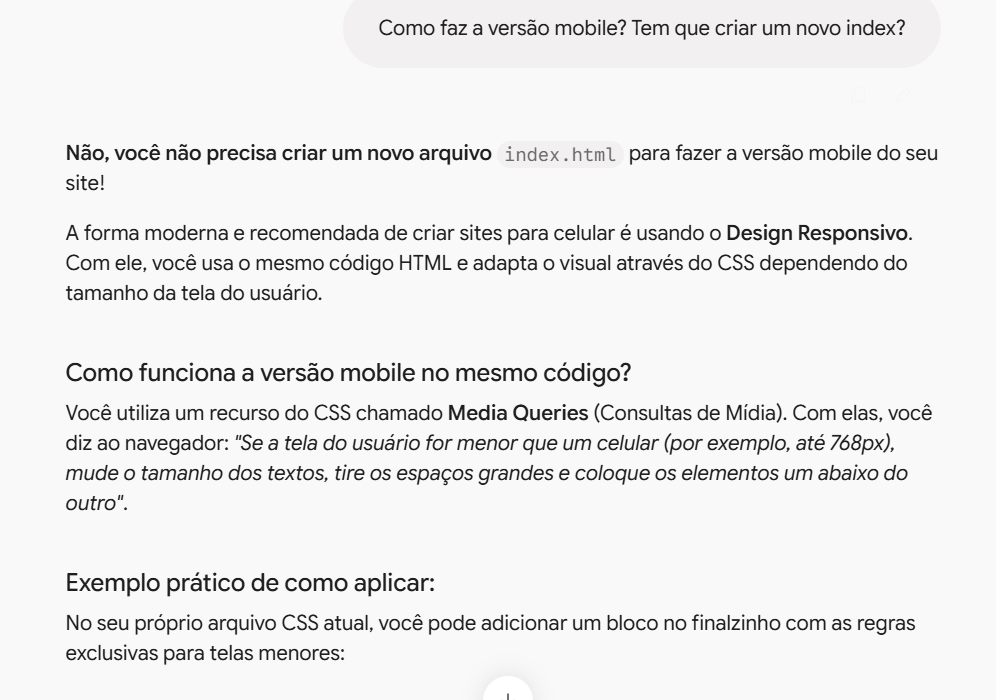 Como faz a versão mobile? Tem que criar um novo index?
Não, você não precisa criar um novo arquivo index.html para fazer a versão mobile do seu
site!
A forma moderna e recomendada de criar sites para celular é usando o Design Responsivo.
Com ele, você usa o mesmo código HTML e adapta o visual através do CSS dependendo do
tamanho da tela do usuário.
Como funciona a versão mobile no mesmo código?
Você utiliza um recurso do CSS chamado Media Queries (Consultas de Mídia). Com elas, você
diz ao navegador: "Se a tela do usuário for menor que um celular (por exemplo, até 768px),
mude o tamanho dos textos, tire os espaços grandes e coloque os elementos um abaixo do
outro".
Exemplo prático de como aplicar:
No seu próprio arquivo CSS atual, você pode adicionar um bloco no finalzinho com as regras
exclusivas para telas menores: